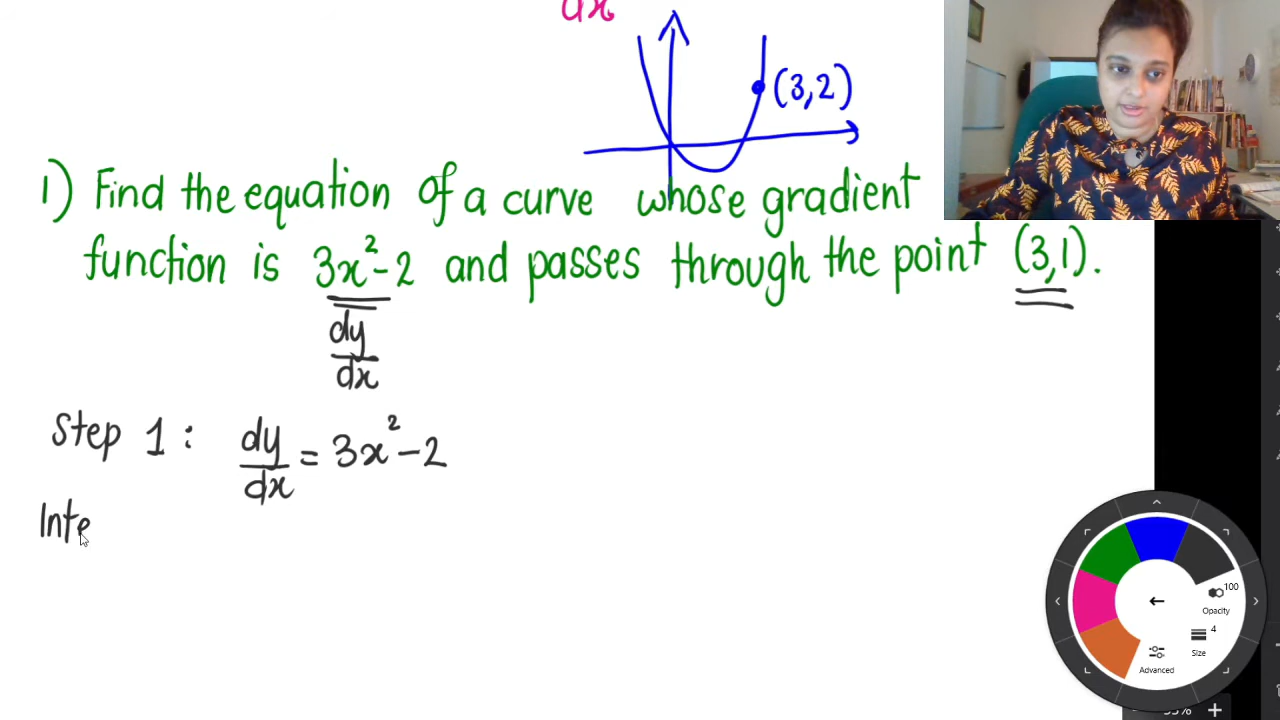 dx
(3,2)
1) Find the equation of a curve whose gradient
function is 3x²-2 and passes through the point (3,1).
dy
dx
Step 1: dy/dx = 3x²-2
Inte
100
Opacity
4
Size
Advanced